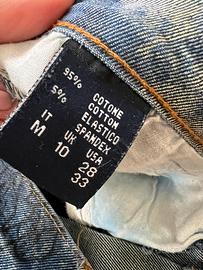 95% COTONE
COTTON
5% ELASTICO
SPANDEX
IT UK USA
M 10 28
33